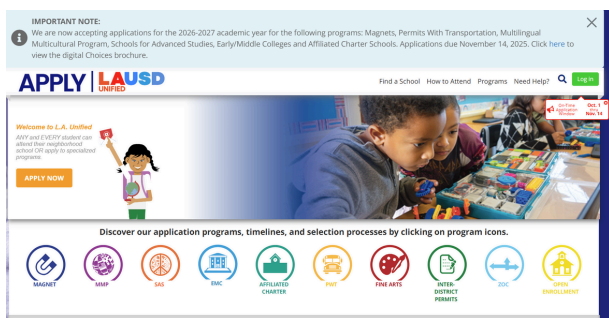 IMPORTANT NOTE:
We are now accepting applications for the 2026-2027 academic year for the following programs: Magnets, Permits With Transportation, Multilingual
Multicultural Program, Schools for Advanced Studies, Early/Middle Colleges and Affiliated Charter Schools. Applications due November 14, 2025. Click here to
view the digital Choices brochure.
APPLY | LAUSD
UNIFIED
Find a School How to Attend Programs Need Help? Log in
On-Time
Application
Window
Oct. 1
thru
Nov. 14
Welcome to L.A. Unified
ANY and EVERY student can
attend their neighborhood
school OR apply to specialized
programs.
APPLY NOW
Discover our application programs, timelines, and selection processes by clicking on program icons.
MAGNET
MMP
SAS
EMC
AFFILIATED
CHARTER
PWT
FINE ARTS
INTER-
DISTRICT
PERMITS
ZOC
OPEN
ENROLLMENT